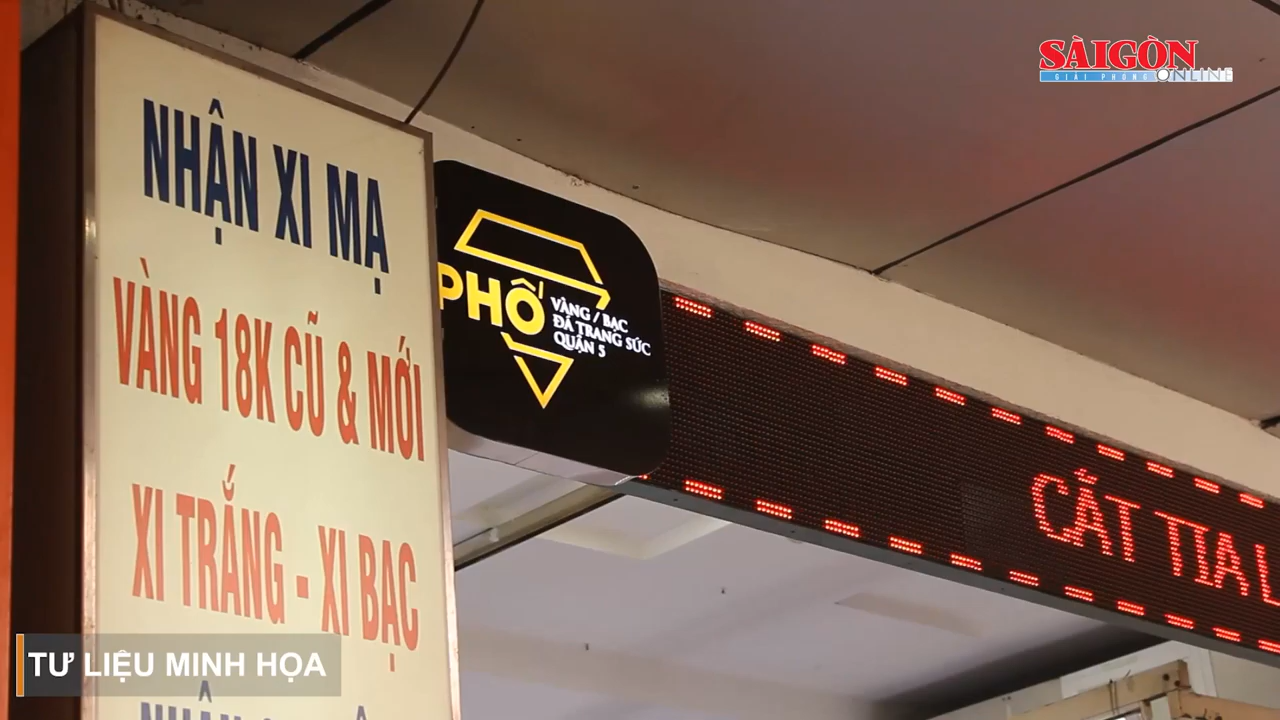 SÀIGÒN
GIẢI PHÓNG ONLINE
NHẬN XI MẠ
VÀNG 18K CŨ & MỚI
XI TRẮNG - XI BẠC
PHỐ
VÀNG / BẠC
ĐÁ TRANG SỨC
QUẬN 5
CẮT TIA
TƯ LIỆU MINH HỌA